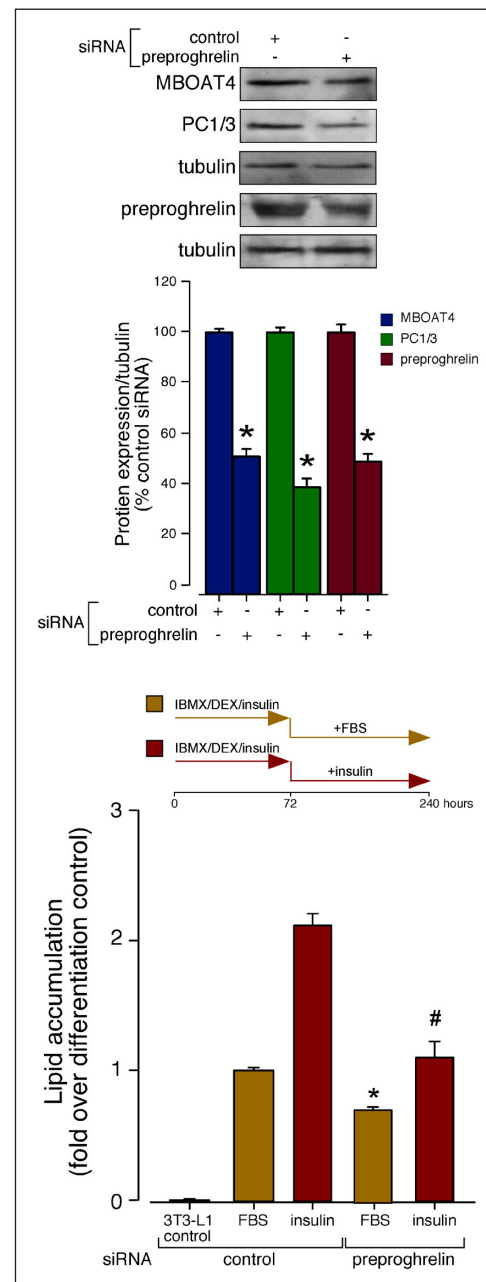 siRNA
control + -
preproghrelin - +
MBOAT4
PC1/3
tubulin
preproghrelin
tubulin
120
100
80
60
40
20
0
Protien expression/tubulin
(% control siRNA)
MBOAT4
PC1/3
preproghrelin
* * *
siRNA
control + - + - + -
preproghrelin - + - + - +
IBMX/DEX/insulin
+FBS
IBMX/DEX/insulin
+insulin
0 72 240 hours
3
2
1
0
Lipid accumulation
(fold over differentiation control)
* #
3T3-L1 FBS insulin FBS insulin
control
siRNA control preproghrelin